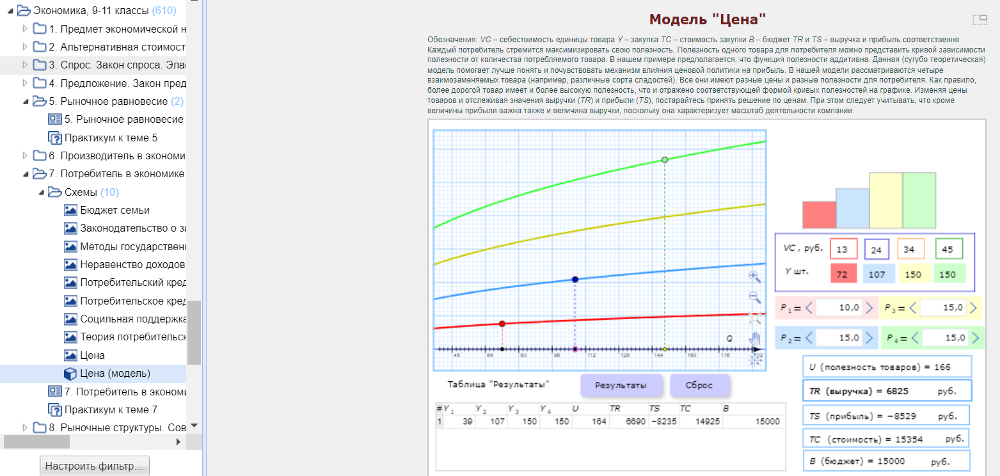 Экономика, 9-11 классы (610)
1. Предмет экономической н
2. Альтернативная стоимост
3. Спрос. Закон спроса. Элас
4. Предложение. Закон пред
5. Рыночное равновесие (2)
5. Рыночное равновесие
Практикум к теме 5
6. Производитель в экономи
7. Потребитель в экономике
Схемы (10)
Бюджет семьи
Законодательство о за
Методы государствен
Неравенство доходов
Потребительский кред
Потребительское кред
Социльная поддержка
Теория потребительск
Цена
Цена (модель)
7. Потребитель в экономи
Практикум к теме 7
8. Рыночные структуры. Сов
Настроить фильтр...
Модель "Цена"
Обозначения: VC – себестоимость единицы товара Y – закупка TC – стоимость закупки B – бюджет TR и TS – выручка и прибыль соответственно
Каждый потребитель стремится максимизировать свою полезность. Полезность одного товара для потребителя можно представить кривой зависимости
полезности от количества потребляемого товара. В нашем примере предполагается, что функция полезности аддитивна. Данная (сугубо теоретическая)
модель помогает лучше понять и почувствовать механизм влияния ценовой политики на прибыль. В нашей модели рассматриваются четыре
взаимозаменяемых товара (например, различные сорта сладостей). Все они имеют разные цены и разные полезности для потребителя. Как правило,
более дорогой товар имеет и более высокую полезность, что и отражено соответствующей формой кривых полезностей на графике. Изменяя цены
товаров и отслеживая значения выручки (TR) и прибыли (TS), постарайтесь принять решение по ценам. При этом следует учитывать, что кроме
величины прибыли важна также и величина выручки, поскольку она характеризует масштаб деятельности компании.
Q
48 64 80 96 112 128 144 160 176
VC , руб. 13 24 34 45
Y шт. 72 107 150 150
P1 = < 10,0 > P3 = < 15,0 >
P2 = < 15,0 > P4 = < 15,0 >
U (полезность товаров) = 166
TR (выручка) = 6825 руб.
TS (прибыль) = −8529 руб.
TC (стоимость) = 15354 руб.
B (бюджет) = 15000 руб.
Таблица "Результаты" Результаты Сброс
# Y1 Y2 Y3 Y4 U TR TS TC B
1 39 107 150 150 164 6690 −8235 14925 15000